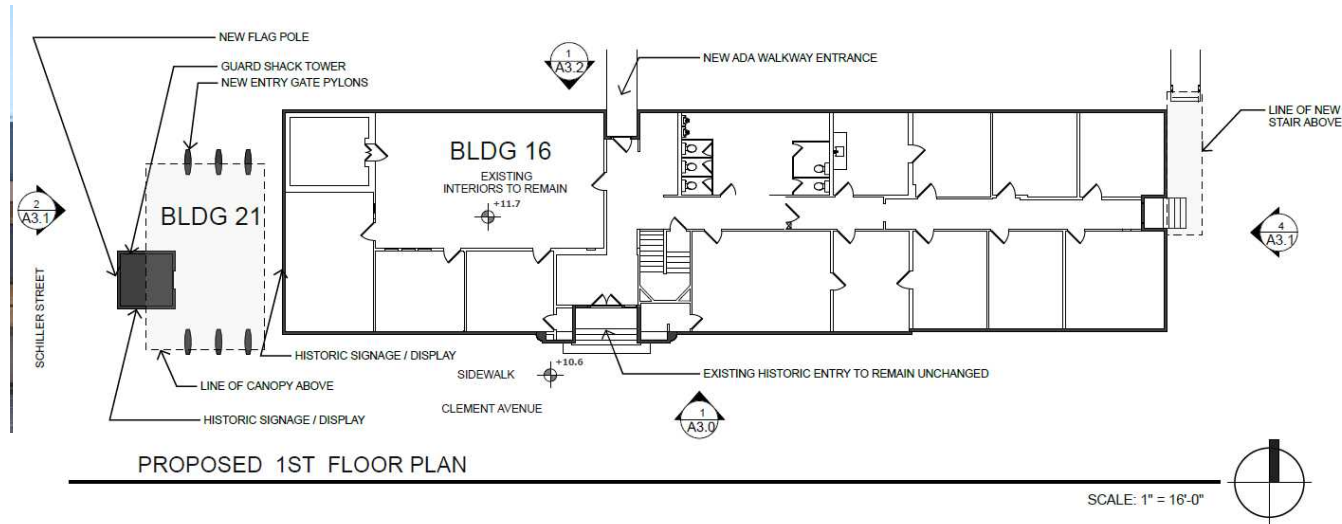 NEW FLAG POLE
GUARD SHACK TOWER
NEW ENTRY GATE PYLONS
1
A3.2
NEW ADA WALKWAY ENTRANCE
LINE OF NEW
STAIR ABOVE
BLDG 16
EXISTING
INTERIORS TO REMAIN
+11.7
2
A3.1
BLDG 21
4
A3.1
SCHILLER STREET
HISTORIC SIGNAGE / DISPLAY
LINE OF CANOPY ABOVE
HISTORIC SIGNAGE / DISPLAY
SIDEWALK
+10.6
CLEMENT AVENUE
EXISTING HISTORIC ENTRY TO REMAIN UNCHANGED
1
A3.0
PROPOSED 1ST FLOOR PLAN
SCALE: 1" = 16'-0"